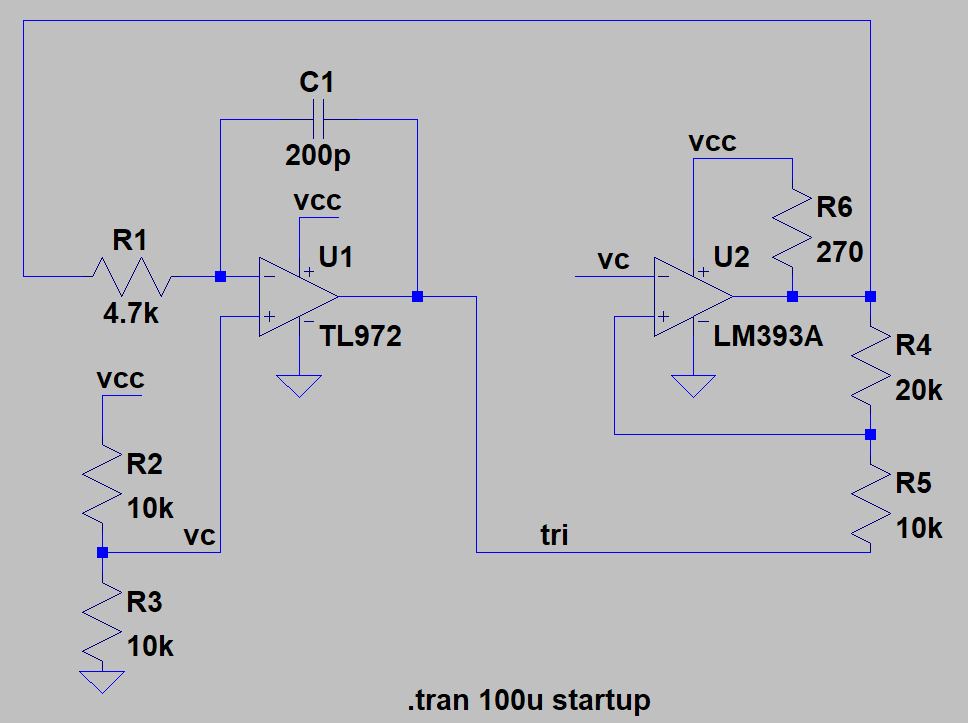 C1
200p
vcc
vcc
R6
270
R1
4.7k
U1
TL972
vc
U2
LM393A
R4
20k
vcc
R2
10k
R5
10k
vc
tri
R3
10k
.tran 100u startup